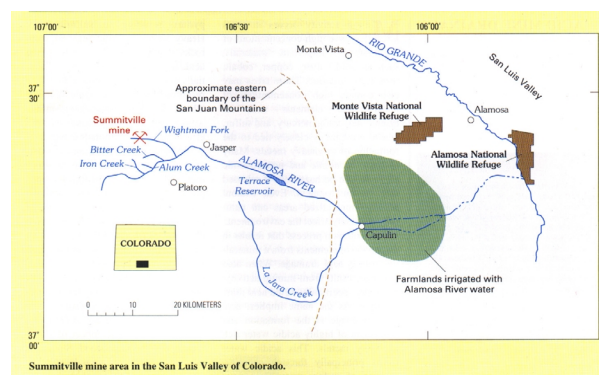 107°00'
106°30'
106°00'
Monte Vista
RIO GRANDE
San Luis Valley
37°
30'
Approximate eastern
boundary of the
San Juan Mountains
Monte Vista National
Wildlife Refuge
Alamosa
Summitville
mine
Wightman Fork
Bitter Creek
Jasper
Iron Creek
Alum Creek
ALAMOSA RIVER
Alamosa National
Wildlife Refuge
Platoro
Terrace
Reservoir
COLORADO
Capulin
La Jara Creek
Farmlands irrigated with
Alamosa River water
0 10 20 KILOMETERS
37°
00'
Summitville mine area in the San Luis Valley of Colorado.